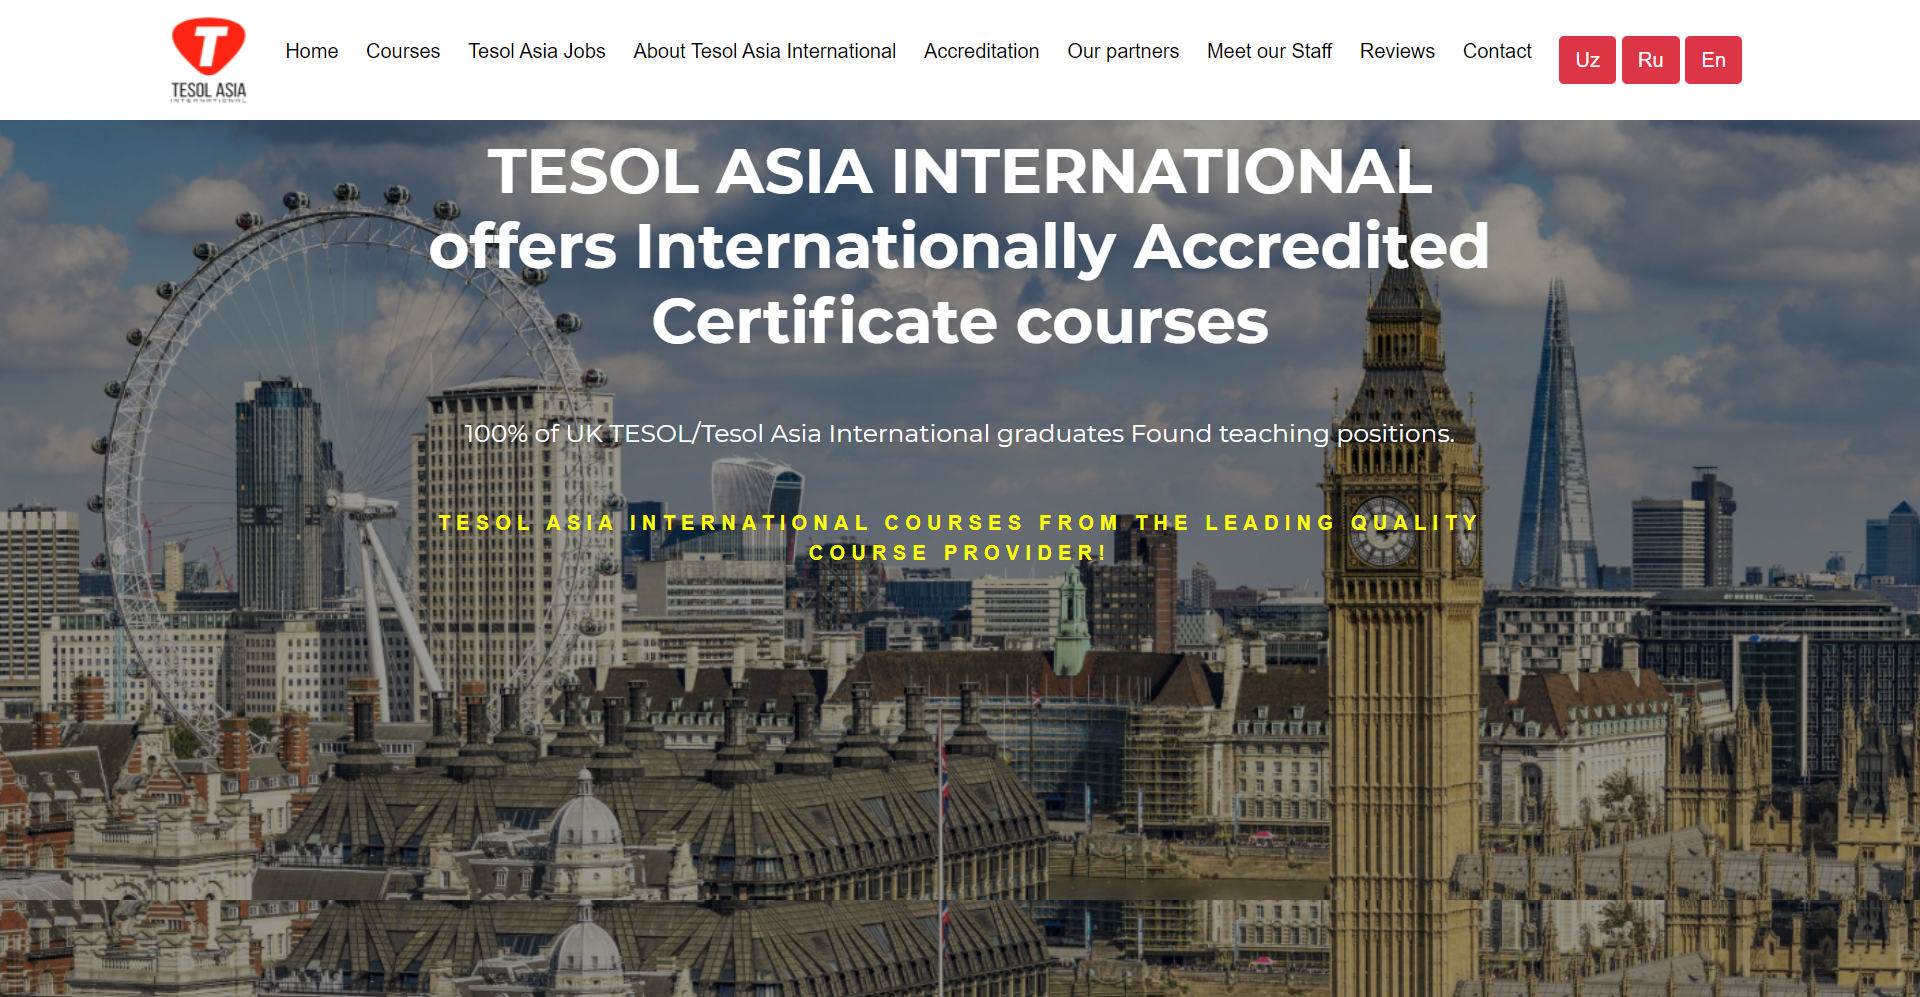 T
TESOL ASIA
INTERNATIONAL
Home Courses Tesol Asia Jobs About Tesol Asia International Accreditation Our partners Meet our Staff Reviews Contact Uz Ru En
TESOL ASIA INTERNATIONAL
offers Internationally Accredited
Certificate courses
100% of UK TESOL/Tesol Asia International graduates Found teaching positions.
TESOL ASIA INTERNATIONAL COURSES FROM THE LEADING QUALITY
COURSE PROVIDER!